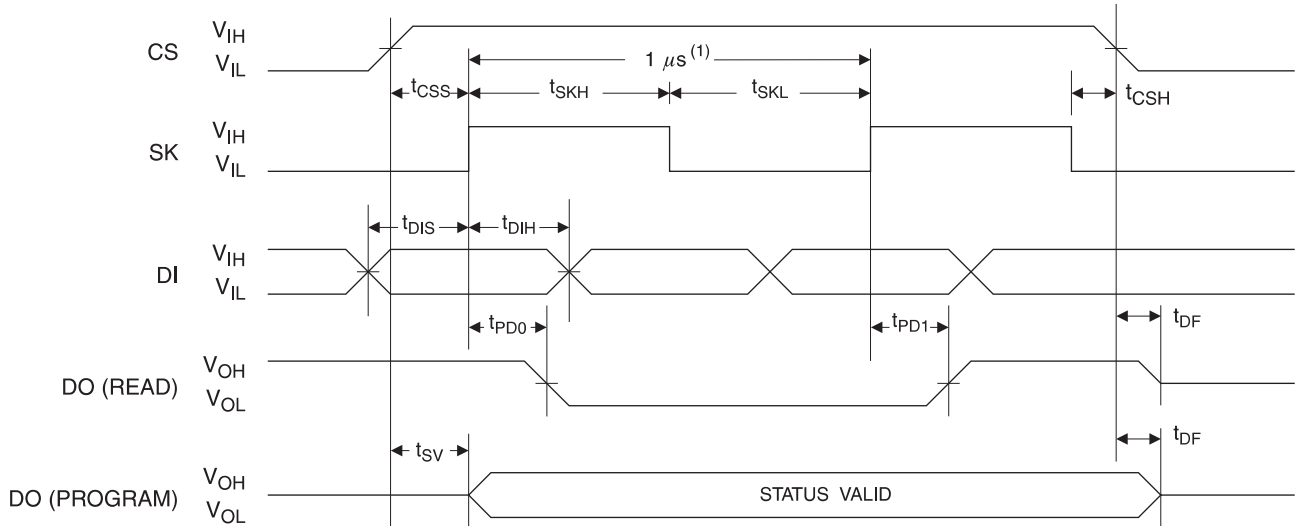 CS
V_IH
V_IL
1 μs(1)
t_CSS
t_SKH
t_SKL
t_CSH
SK
V_IH
V_IL
t_DIS
t_DIH
DI
V_IH
V_IL
t_PD0
t_PD1
t_DF
DO (READ)
V_OH
V_OL
t_SV
t_DF
DO (PROGRAM)
V_OH
V_OL
STATUS VALID